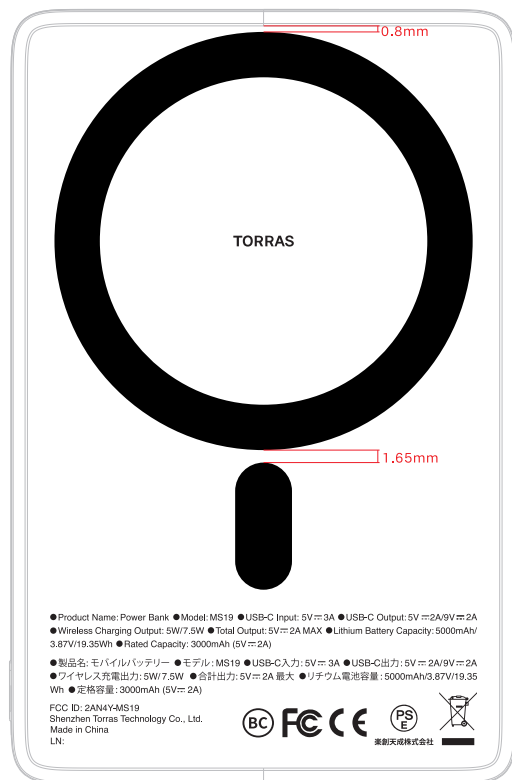 0.8mm
TORRAS
1.65mm
●Product Name: Power Bank ●Model: MS19 ●USB-C Input: 5V⎓3A ●USB-C Output: 5V⎓2A/9V⎓2A
●Wireless Charging Output: 5W/7.5W ●Total Output: 5V⎓2A MAX ●Lithium Battery Capacity: 5000mAh/
3.87V/19.35Wh ●Rated Capacity: 3000mAh (5V⎓2A)
●製品名: モバイルバッテリー ●モデル: MS19 ●USB-C入力: 5V⎓3A ●USB-C出力: 5V⎓2A/9V⎓2A
●ワイヤレス充電出力: 5W/7.5W ●合計出力: 5V⎓2A 最大 ●リチウム電池容量: 5000mAh/3.87V/19.35
Wh ●定格容量: 3000mAh (5V⎓2A)
FCC ID: 2AN4Y-MS19
Shenzhen Torras Technology Co., Ltd.
Made in China
LN:
BC FC CE PSE
楽創天成株式会社